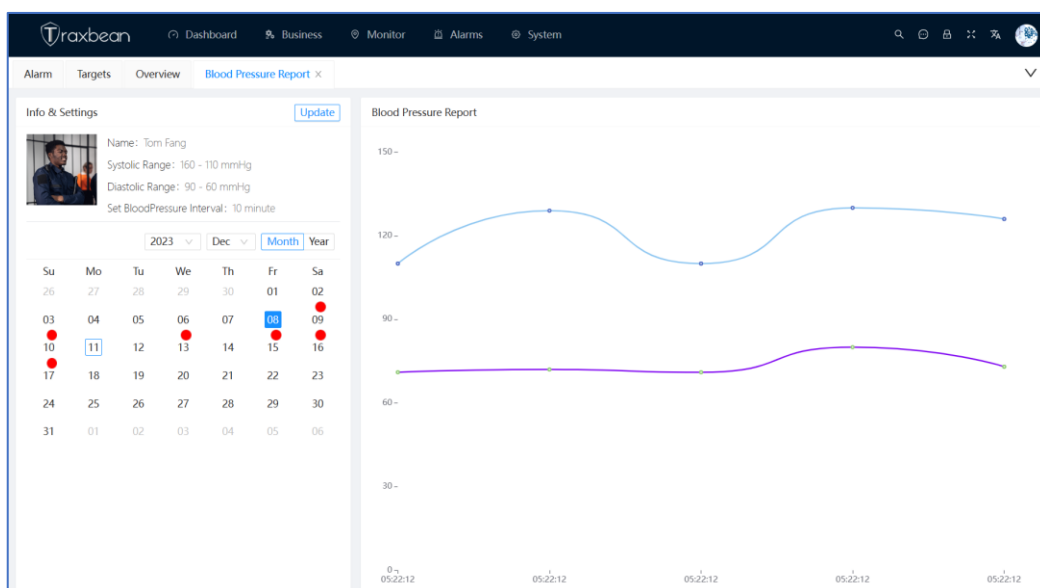 Traxbean Dashboard Business Monitor Alarms System
Alarm Targets Overview Blood Pressure Report ×
Info & Settings Update
Name: Tom Fang
Systolic Range: 160 - 110 mmHg
Diastolic Range: 90 - 60 mmHg
Set BloodPressure Interval: 10 minute
2023 Dec Month Year
Su Mo Tu We Th Fr Sa
26 27 28 29 30 01 02
03 04 05 06 07 08 09
10 11 12 13 14 15 16
17 18 19 20 21 22 23
24 25 26 27 28 29 30
31 01 02 03 04 05 06
Blood Pressure Report
150
120
90
60
30
0
05:22:12 05:22:12 05:22:12 05:22:12 05:22:12